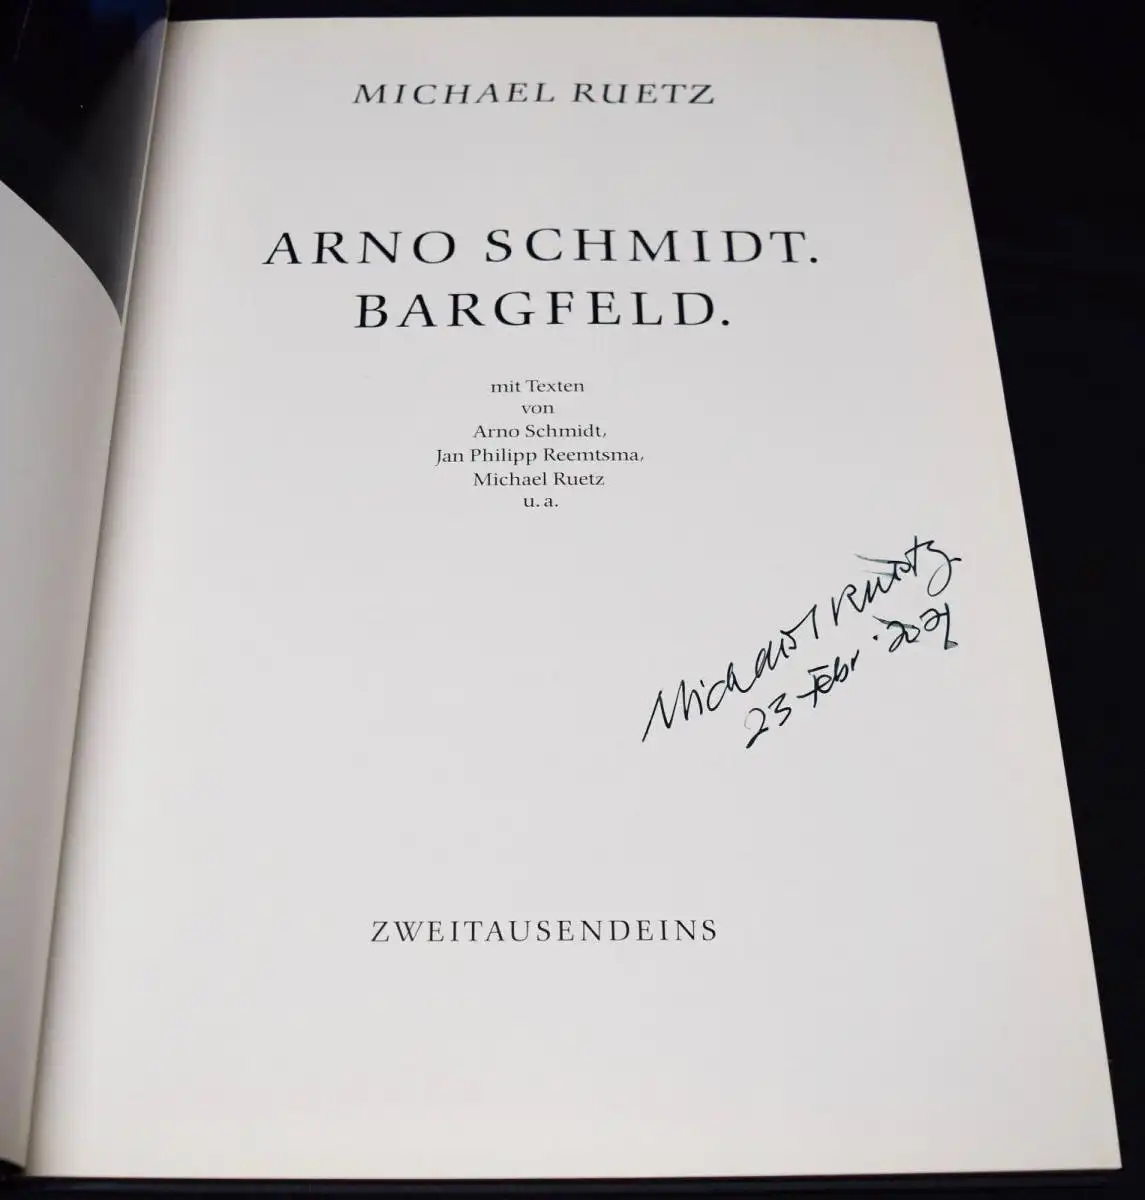 MICHAEL RUETZ
ARNO SCHMIDT.
BARGFELD.
mit Texten
von
Arno Schmidt,
Jan Philipp Reemtsma,
Michael Ruetz
u. a.
Michael Ruetz
23 Febr. 2021
ZWEITAUSENDEINS